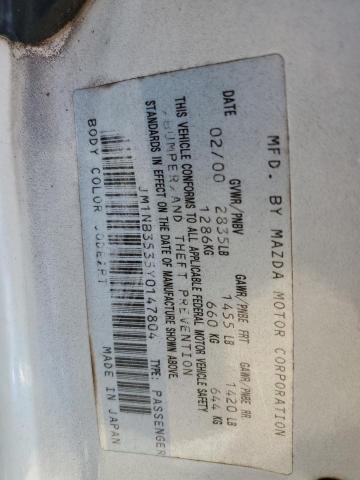 MFD. BY MAZDA MOTOR CORPORATION
DATE GVWR/PNBV GAWR/PNBE FRT GAWR/PNBE RR
02/00 2835LB 1455 LB 1420 LB
1286KG 660 KG 644 KG
THIS VEHICLE CONFORMS TO ALL APPLICABLE FEDERAL MOTOR VEHICLE SAFETY
/BUMPER/AND THEFT PREVENTION
STANDARDS IN EFFECT ON THE DATE OF MANUFACTURE SHOWN ABOVE.
JM1NB3535Y0147804 TYPE: PASSENGER
BODY COLOR MADE IN JAPAN